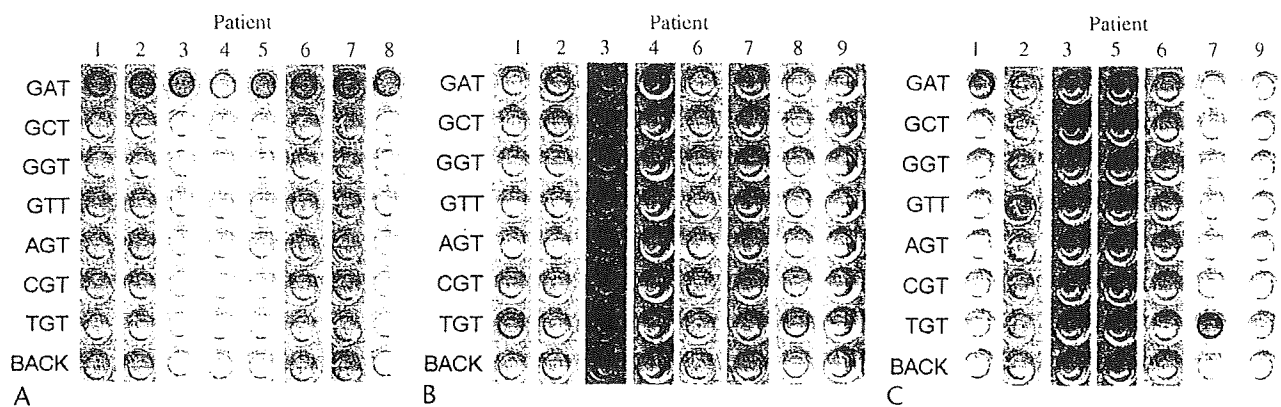 Patient
1 2 3 4 5 6 7 8
GAT
GCT
GGT
GTT
AGT
CGT
TGT
BACK
A
Patient
1 2 3 4 6 7 8 9
GAT
GCT
GGT
GTT
AGT
CGT
TGT
BACK
B
Patient
1 2 3 5 6 7 9
GAT
GCT
GGT
GTT
AGT
CGT
TGT
BACK
C